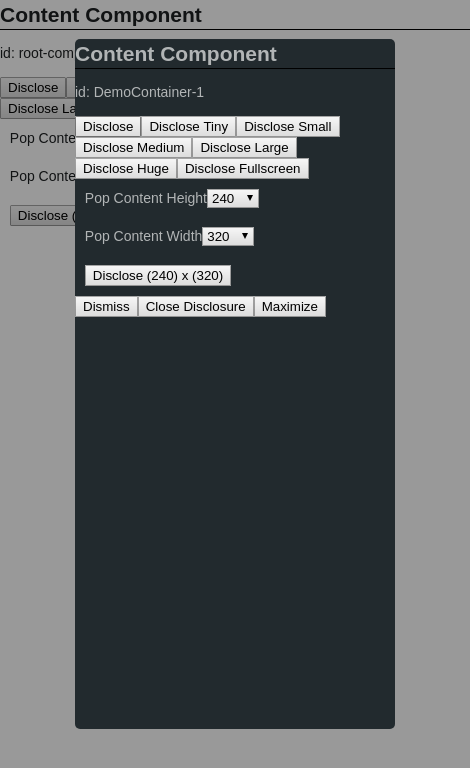 Content Component
id: root-com
Disclose
Disclose La
Pop Conte
Pop Conte
Disclose (
Content Component
id: DemoContainer-1
Disclose Disclose Tiny Disclose Small
Disclose Medium Disclose Large
Disclose Huge Disclose Fullscreen
Pop Content Height 240
Pop Content Width 320
Disclose (240) x (320)
Dismiss Close Disclosure Maximize